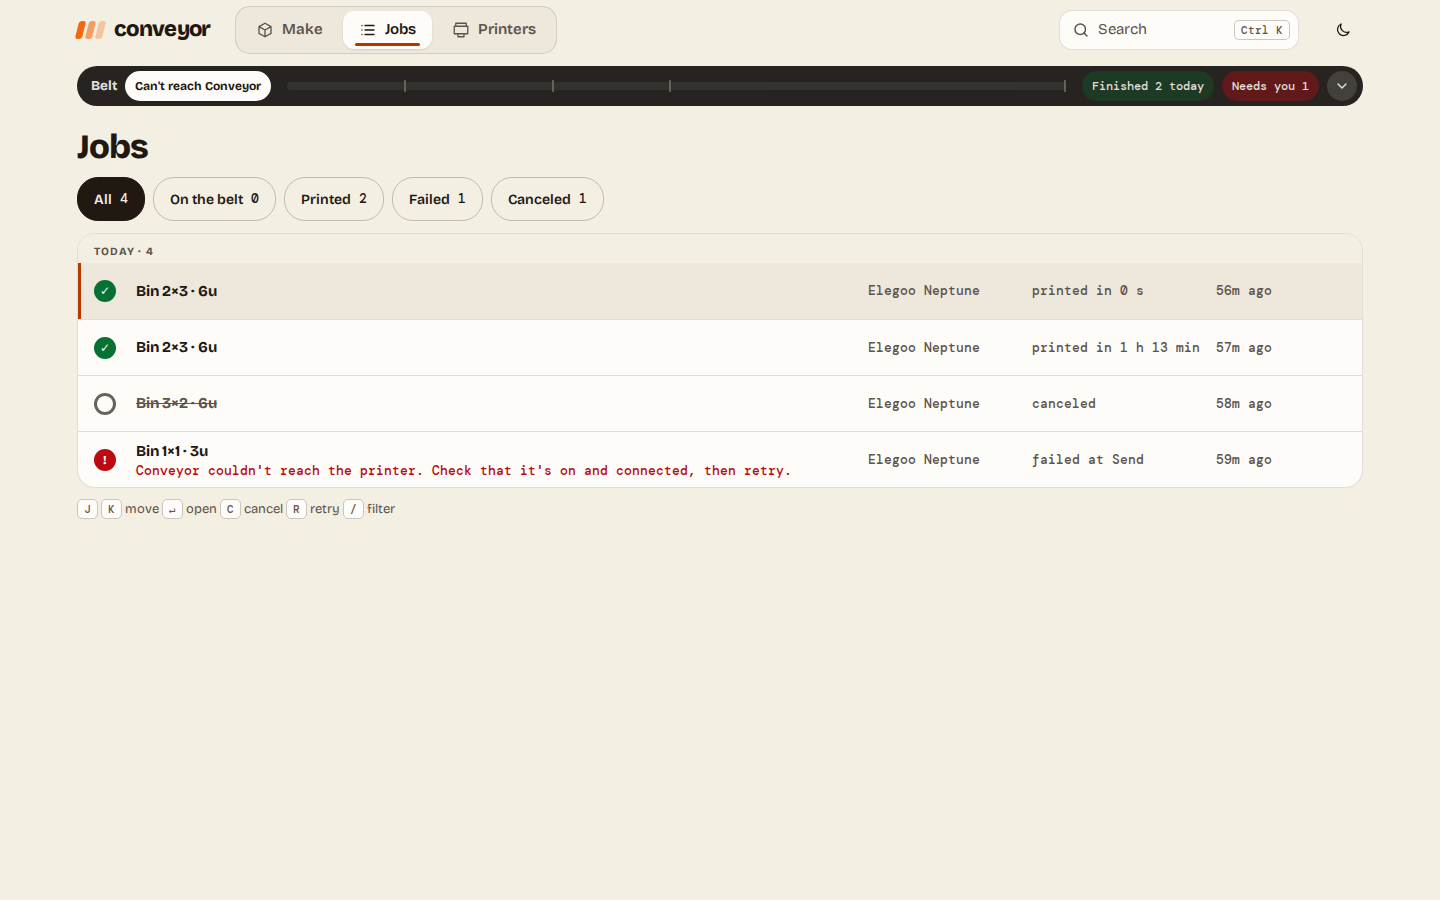 conveyor Make Jobs Printers Search Ctrl K
Belt Can't reach Conveyor Finished 2 today Needs you 1
Jobs
All 4 On the belt 0 Printed 2 Failed 1 Canceled 1
TODAY · 4
✓ Bin 2×3 · 6u Elegoo Neptune printed in 0 s 56m ago
✓ Bin 2×3 · 6u Elegoo Neptune printed in 1 h 13 min 57m ago
Bin 3×2 · 6u Elegoo Neptune canceled 58m ago
! Bin 1×1 · 3u Elegoo Neptune failed at Send 59m ago
Conveyor couldn't reach the printer. Check that it's on and connected, then retry.
J K move ↵ open C cancel R retry / filter